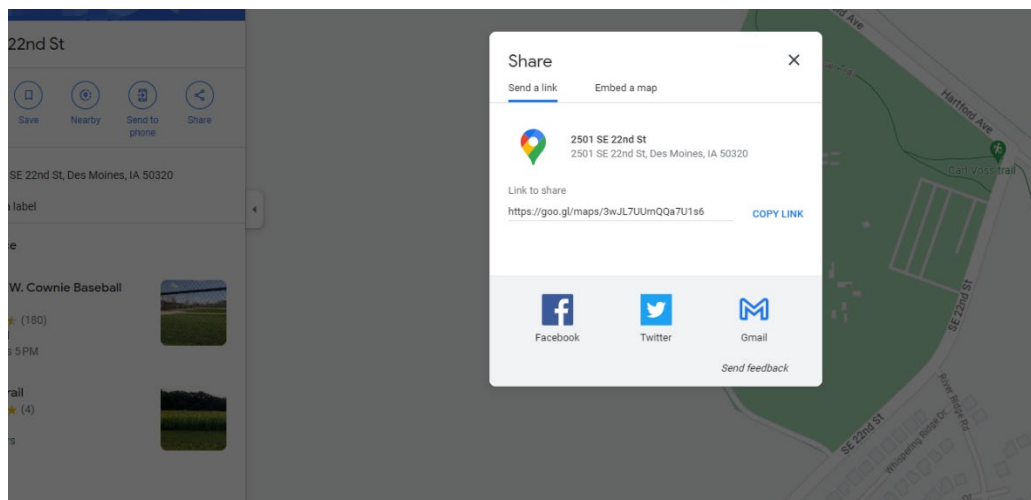 22nd St
Save
Nearby
Send to
phone
Share
SE 22nd St, Des Moines, IA 50320
label
W. Cownie Baseball
(180)
5 PM
rail
(4)
Share
Send a link
Embed a map
2501 SE 22nd St
2501 SE 22nd St, Des Moines, IA 50320
Link to share
https://goo.gl/maps/3wJL7UUmQQa7U1s6
COPY LINK
Facebook
Twitter
Gmail
Send feedback
Ave
Hartford Ave
Carl voss trail
SE 22nd St
River Ridge Rd
SE 22nd St
Whispering Ridge Dr